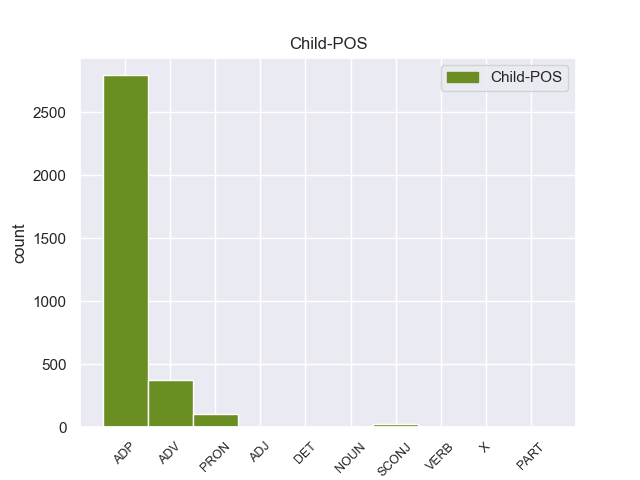 Child-POS
Child-POS
count
2500
2000
1500
1000
500
0
ADP ADV PRON ADJ DET NOUN SCONJ VERB X PART